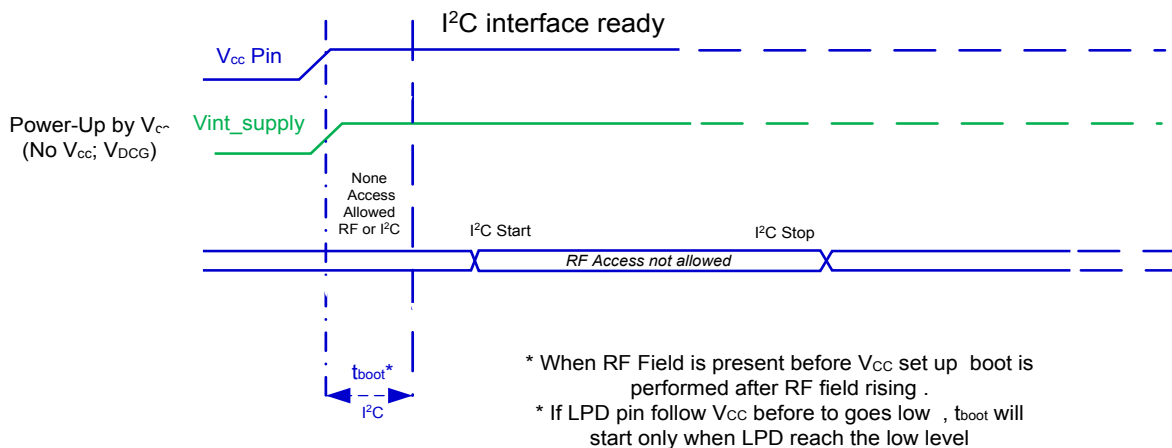 I²C interface ready
Vcc Pin
Vint_supply
Power-Up by Vcc
(No Vcc; VDCG)
None
Access
Allowed
RF or I²C
I²C Start
I²C Stop
RF Access not allowed
tboot*
I²C
* When RF Field is present before VCC set up boot is
performed after RF field rising .
* If LPD pin follow VCC before to goes low , tboot will
start only when LPD reach the low level